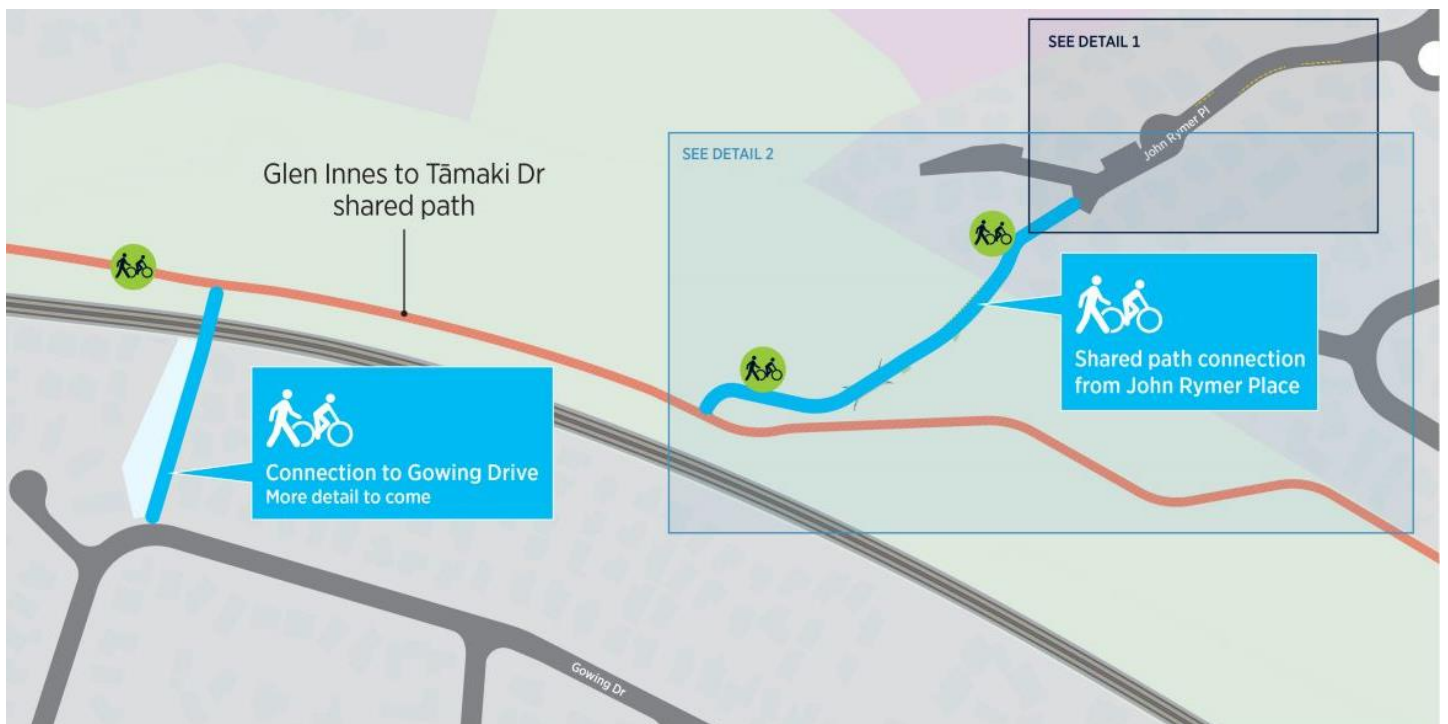 SEE DETAIL 1
John Rymer Pl
SEE DETAIL 2
Glen Innes to Tāmaki Dr
shared path
Shared path connection
from John Rymer Place
Connection to Gowing Drive
More detail to come
Gowing Dr